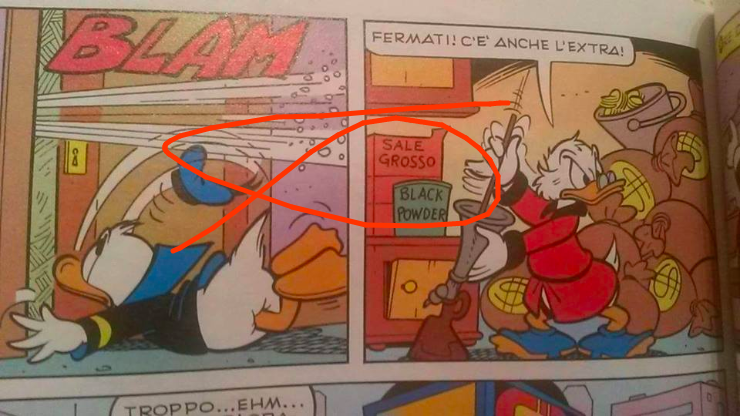 BLAM
FERMATI! C'E' ANCHE L'EXTRA!
SALE
GROSSO
BLACK
POWDER
TROPPO...EHM...